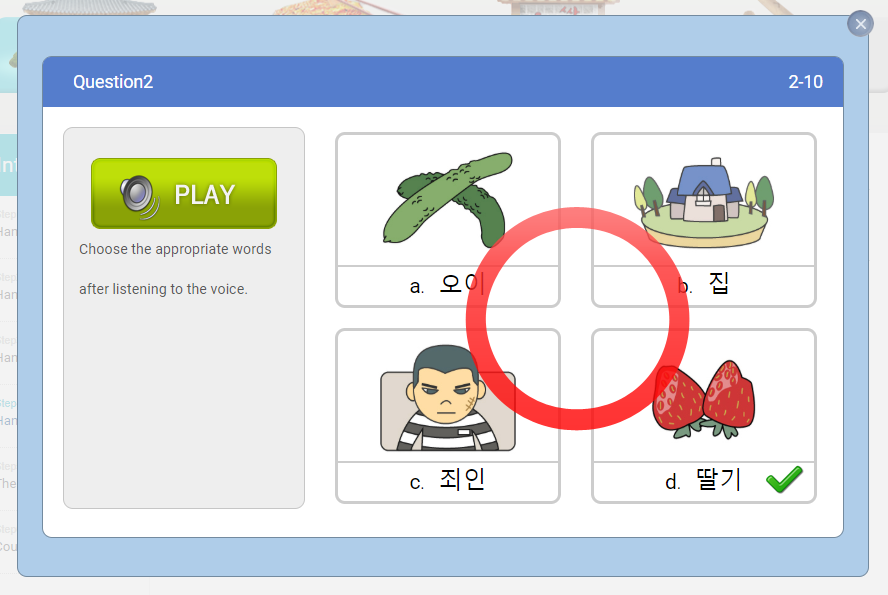 Question2
2-10
PLAY
Choose the appropriate words
after listening to the voice.
a. 오이
b. 집
c. 죄인
d. 딸기